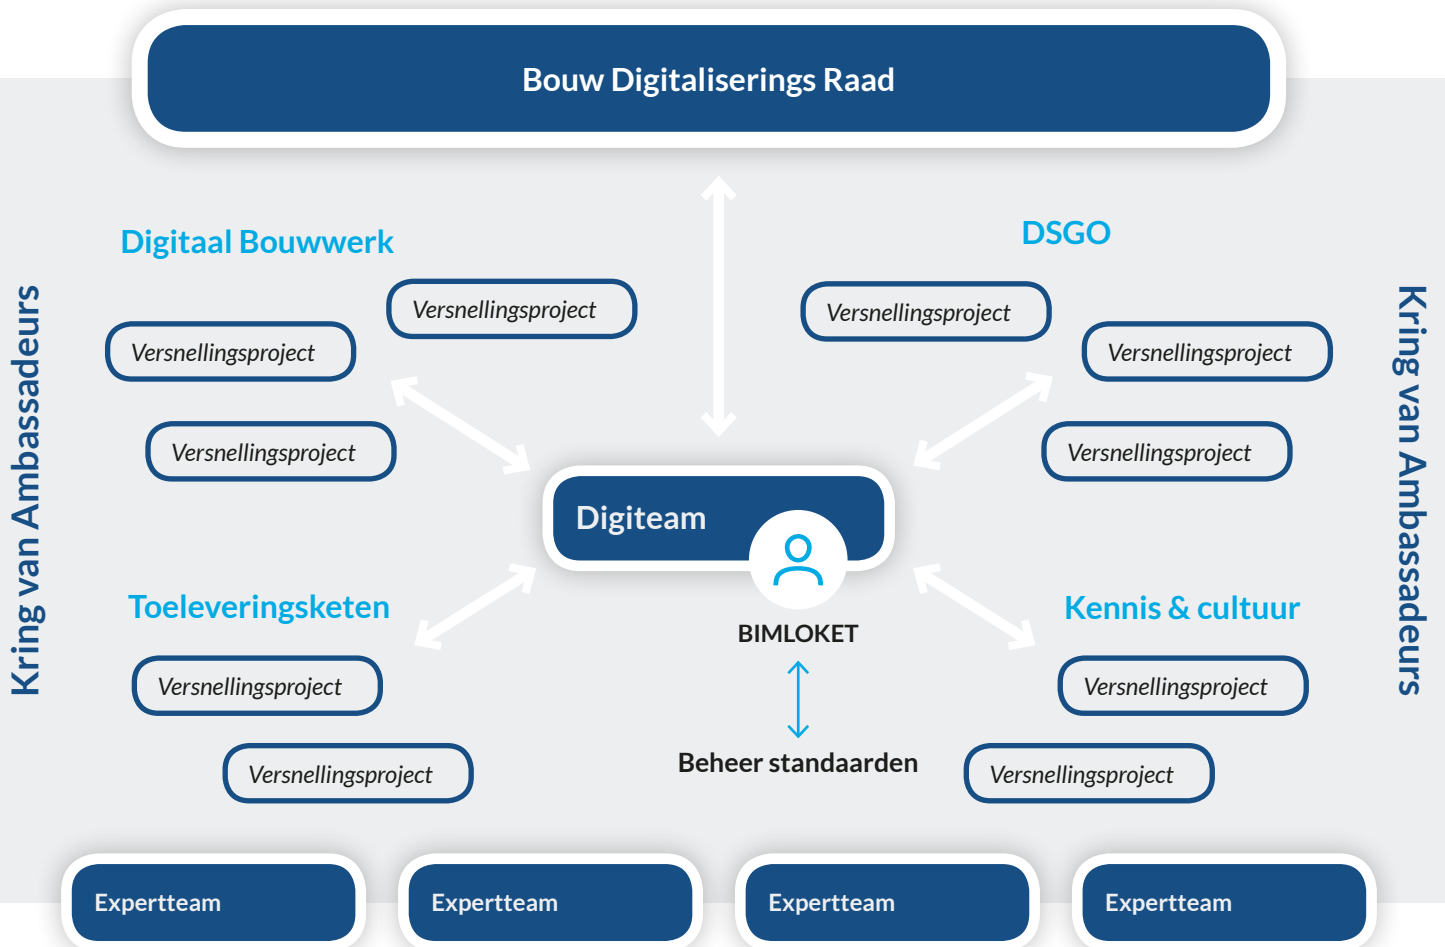 Bouw Digitaliserings Raad
Kring van Ambassadeurs
Digitaal Bouwwerk
Versnellingsproject
Versnellingsproject
Versnellingsproject
DSGO
Versnellingsproject
Versnellingsproject
Versnellingsproject
Kring van Ambassadeurs
Digiteam
BIMLOKET
Beheer standaarden
Toeleveringsketen
Versnellingsproject
Versnellingsproject
Kennis & cultuur
Versnellingsproject
Versnellingsproject
Expertteam
Expertteam
Expertteam
Expertteam